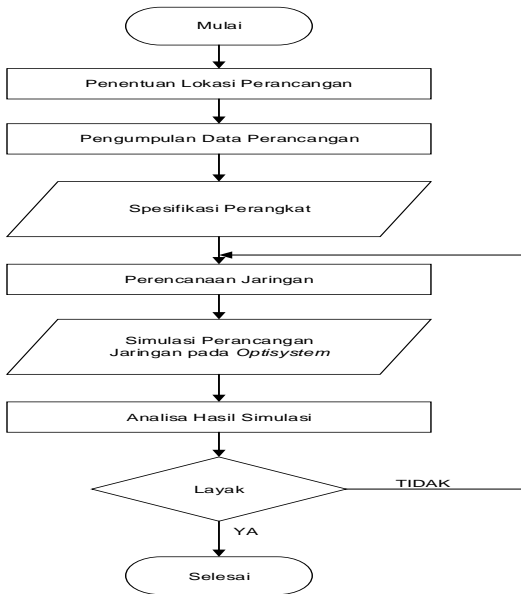 Mulai
Penentuan Lokasi Perancangan
Pengumpulan Data Perancangan
Spesifikasi Perangkat
Perencanaan Jaringan
Simulasi Perancangan
Jaringan pada Optisystem
Analisa Hasil Simulasi
Layak
TIDAK
YA
Selesai